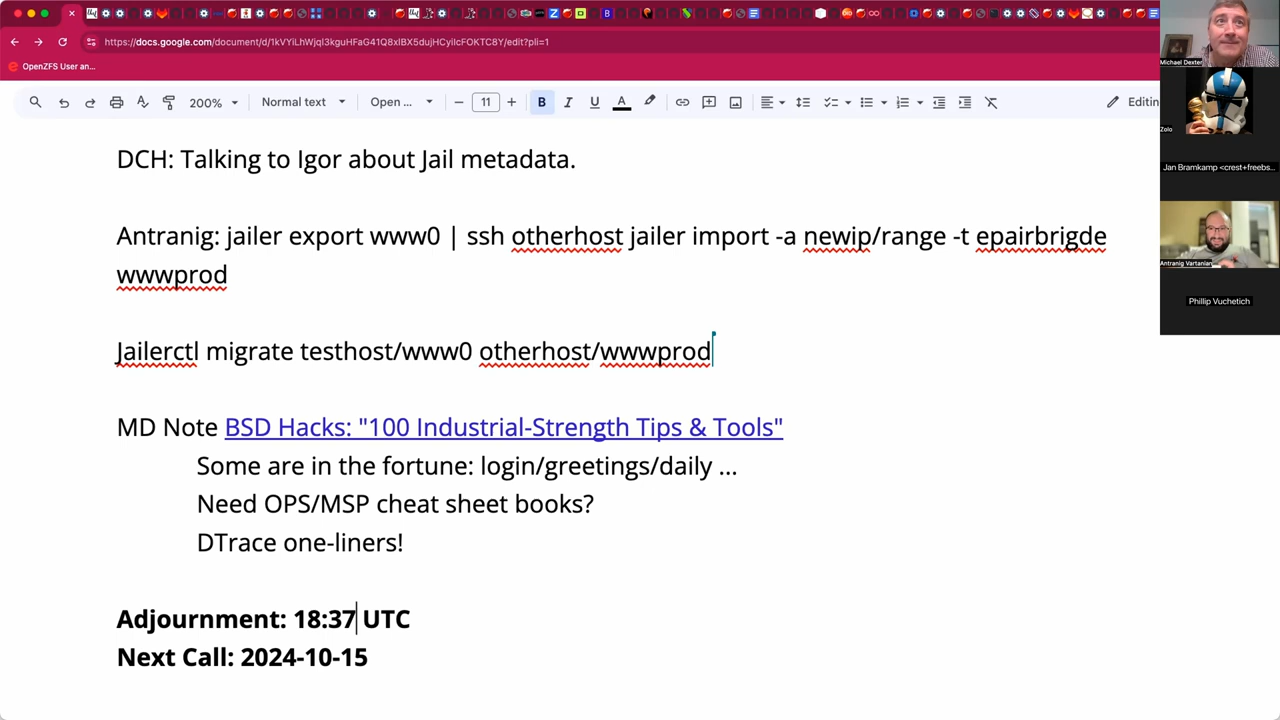 https://docs.google.com/document/d/1kVYiLhWjqI3kguHFaG41Q8xIBX5dujHCyiIcFOKTC8Y/edit?pli=1
OpenZFS User an...
200%
Normal text
Open ...
11
B
I
U
A
Editin
DCH: Talking to Igor about Jail metadata.
Antranig: jailer export www0 | ssh otherhost jailer import -a newip/range -t epairbrigde
wwwprod
Jailerctl migrate testhost/www0 otherhost/wwwprod
MD Note BSD Hacks: "100 Industrial-Strength Tips & Tools"
Some are in the fortune: login/greetings/daily ...
Need OPS/MSP cheat sheet books?
DTrace one-liners!
Adjournment: 18:37 UTC
Next Call: 2024-10-15
Michael Dexter
Zolo
Jan Bramkamp <crest+freebs...
Antranig Vartanian
Phillip Vuchetich